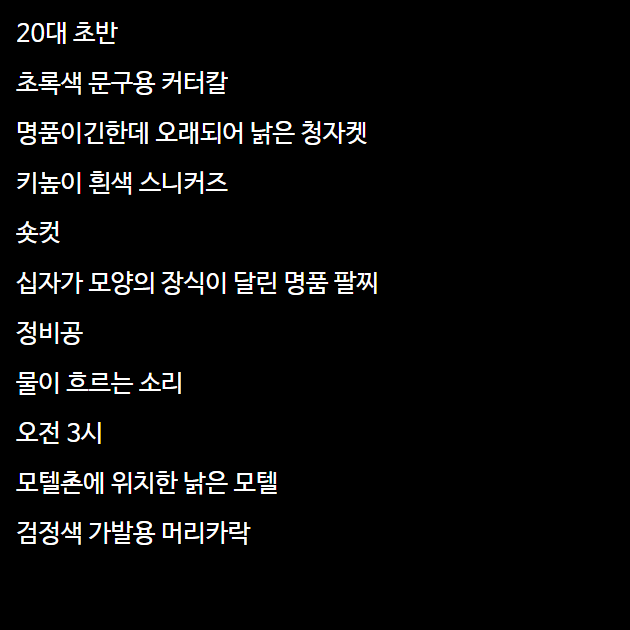 20대 초반
초록색 문구용 커터칼
명품이긴한데 오래되어 낡은 청자켓
키높이 흰색 스니커즈
숏컷
십자가 모양의 장식이 달린 명품 팔찌
정비공
물이 흐르는 소리
오전 3시
모텔촌에 위치한 낡은 모텔
검정색 가발용 머리카락